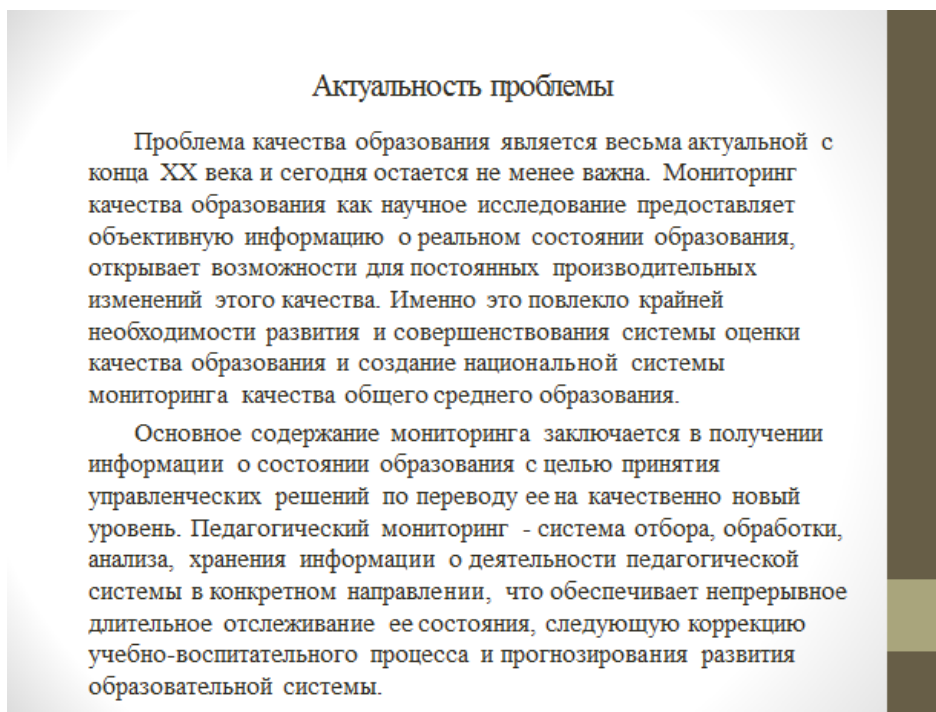 Актуальность проблемы
Проблема качества образования является весьма актуальной с
конца XX века и сегодня остается не менее важна. Мониторинг
качества образования как научное исследование предоставляет
объективную информацию о реальном состоянии образования,
открывает возможности для постоянных производительных
изменений этого качества. Именно это повлекло крайней
необходимости развития и совершенствования системы оценки
качества образования и создание национальной системы
мониторинга качества общего среднего образования.
Основное содержание мониторинга заключается в получении
информации о состоянии образования с целью принятия
управленческих решений по переводу ее на качественно новый
уровень. Педагогический мониторинг - система отбора, обработки,
анализа, хранения информации о деятельности педагогической
системы в конкретном направлении, что обеспечивает непрерывное
длительное отслеживание ее состояния, следующую коррекцию
учебно-воспитательного процесса и прогнозирования развития
образовательной системы.